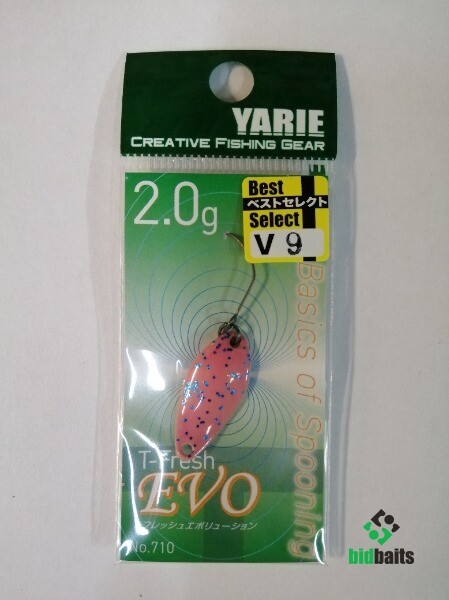 YARIE
CREATIVE FISHING GEAR
2.0g
Best
ベストセレクト
Select
V 9
Basics of Spooning
T-Fresh
EVO
フレッシュエボリューション
No.710
bidbaits